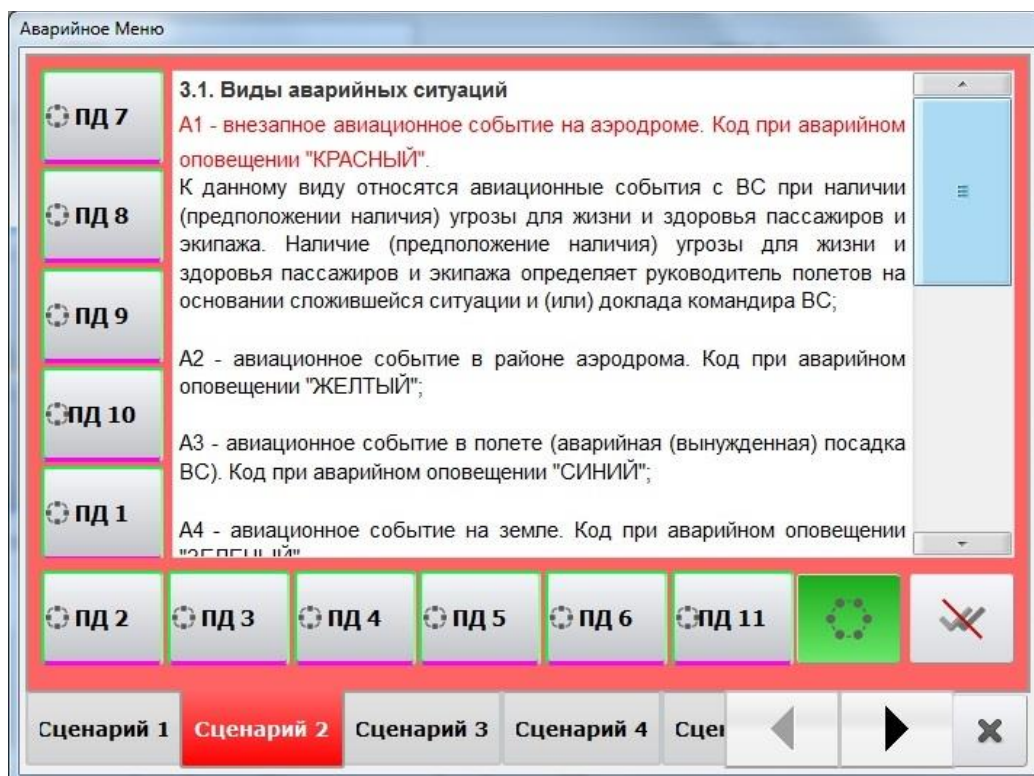 Аварийное Меню
ПД 7
ПД 8
ПД 9
ПД 10
ПД 1
3.1. Виды аварийных ситуаций
А1 - внезапное авиационное событие на аэродроме. Код при аварийном
оповещении "КРАСНЫЙ".
К данному виду относятся авиационные события с ВС при наличии
(предположении наличия) угрозы для жизни и здоровья пассажиров и
экипажа. Наличие (предположение наличия) угрозы для жизни и
здоровья пассажиров и экипажа определяет руководитель полетов на
основании сложившейся ситуации и (или) доклада командира ВС;
А2 - авиационное событие в районе аэродрома. Код при аварийном
оповещении "ЖЕЛТЫЙ";
А3 - авиационное событие в полете (аварийная (вынужденная) посадка
ВС). Код при аварийном оповещении "СИНИЙ";
А4 - авиационное событие на земле. Код при аварийном оповещении
"ЗЕЛЕНЫЙ"
ПД 2 ПД 3 ПД 4 ПД 5 ПД 6 ПД 11
Сценарий 1 Сценарий 2 Сценарий 3 Сценарий 4